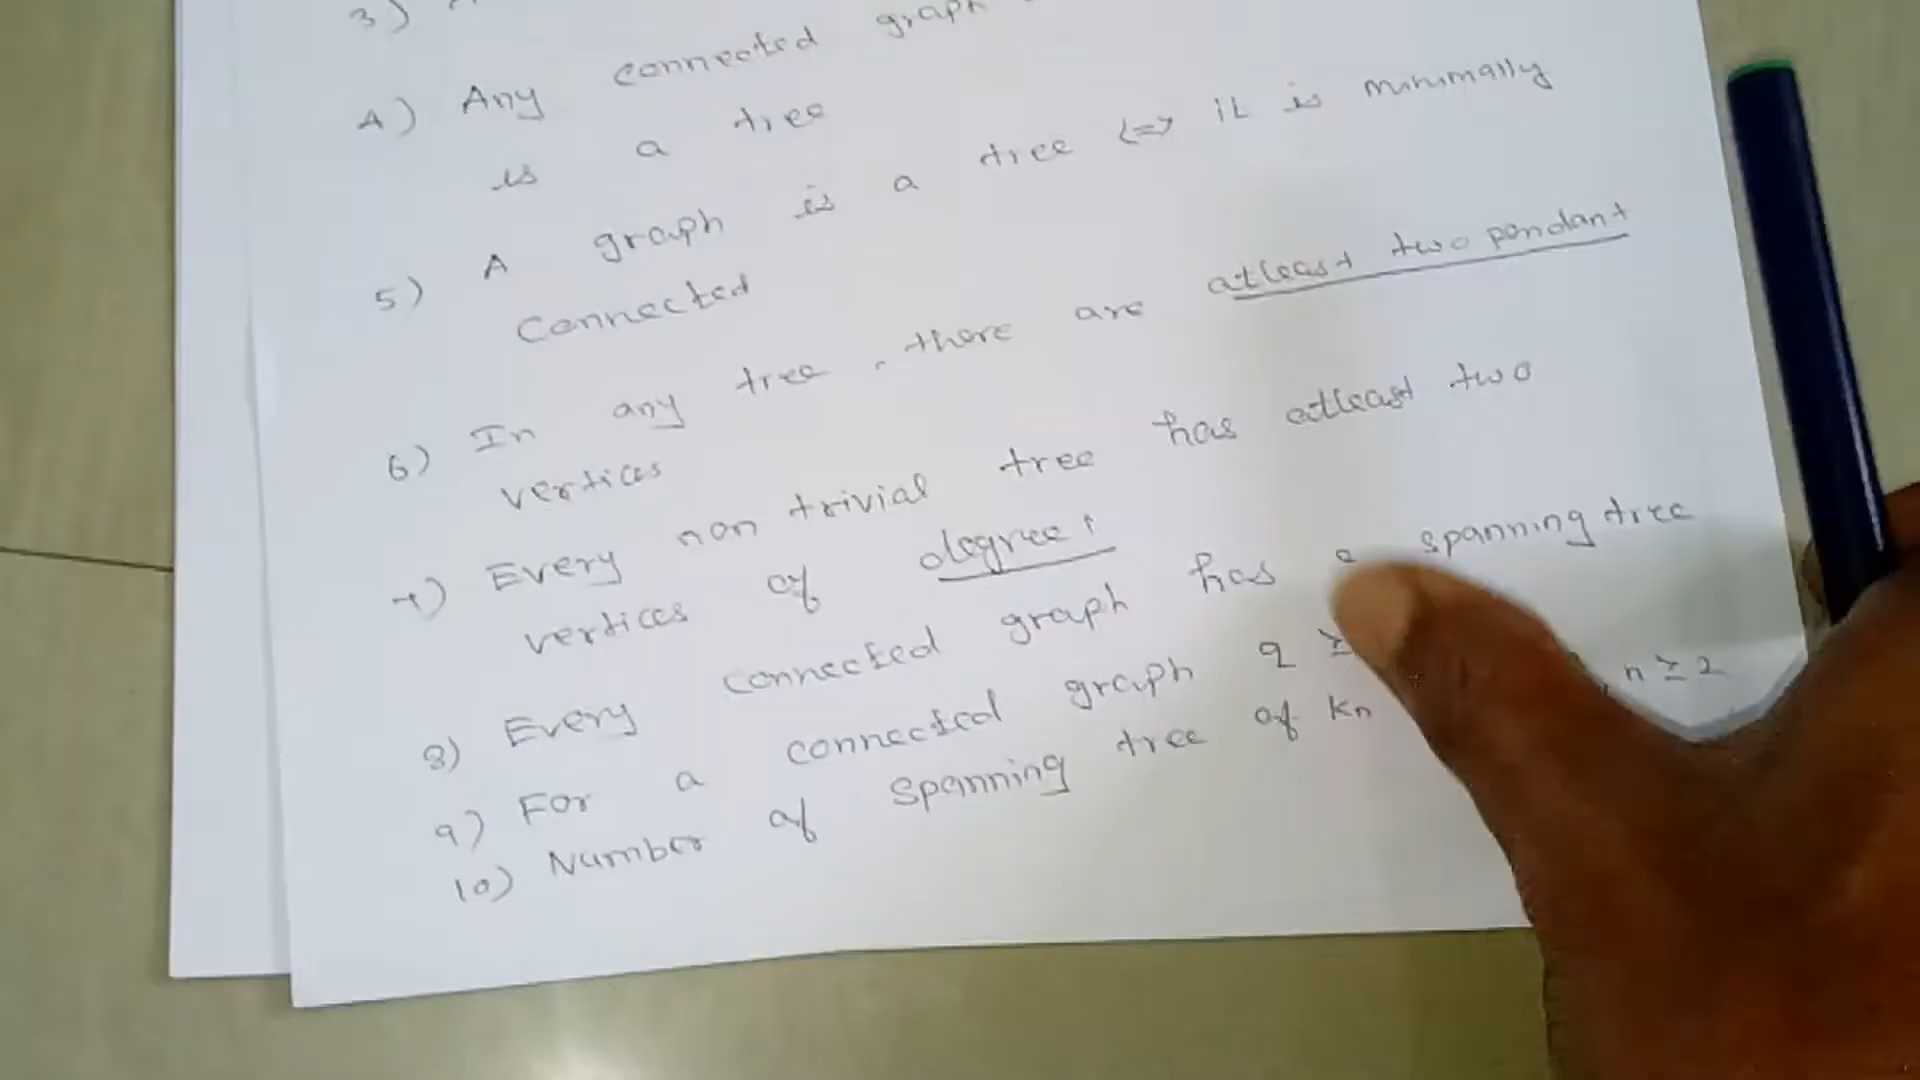 3)
4) Any connected graph
is a tree
5) A graph is a tree <=> it is minimally
connected
6) In any tree, there are atleast two pendant
vertices
7) Every non trivial tree has atleast two
vertices of degree 1
8) Every connected graph has a spanning tree
9) For a connected graph q ≥
10) Number of spanning tree of Kn , n ≥ 2